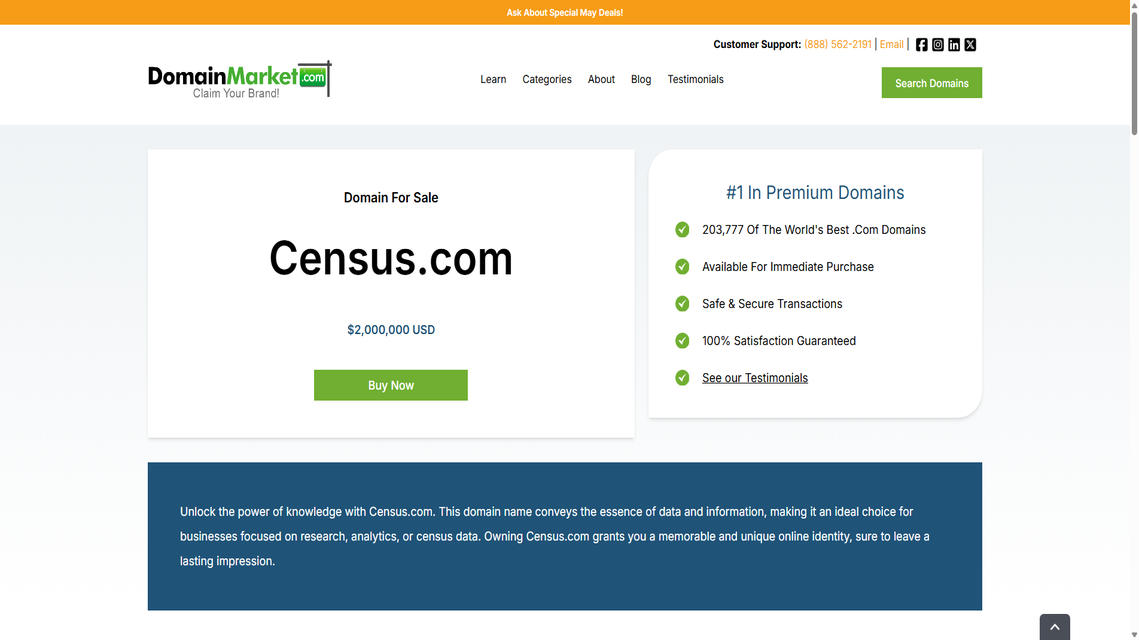 Ask About Special May Deals!
Customer Support: (888) 562-2191 | Email |
DomainMarket.com
Claim Your Brand!
Learn Categories About Blog Testimonials
Search Domains
Domain For Sale
Census.com
$2,000,000 USD
Buy Now
#1 In Premium Domains
203,777 Of The World's Best .Com Domains
Available For Immediate Purchase
Safe & Secure Transactions
100% Satisfaction Guaranteed
See our Testimonials
Unlock the power of knowledge with Census.com. This domain name conveys the essence of data and information, making it an ideal choice for
businesses focused on research, analytics, or census data. Owning Census.com grants you a memorable and unique online identity, sure to leave a
lasting impression.